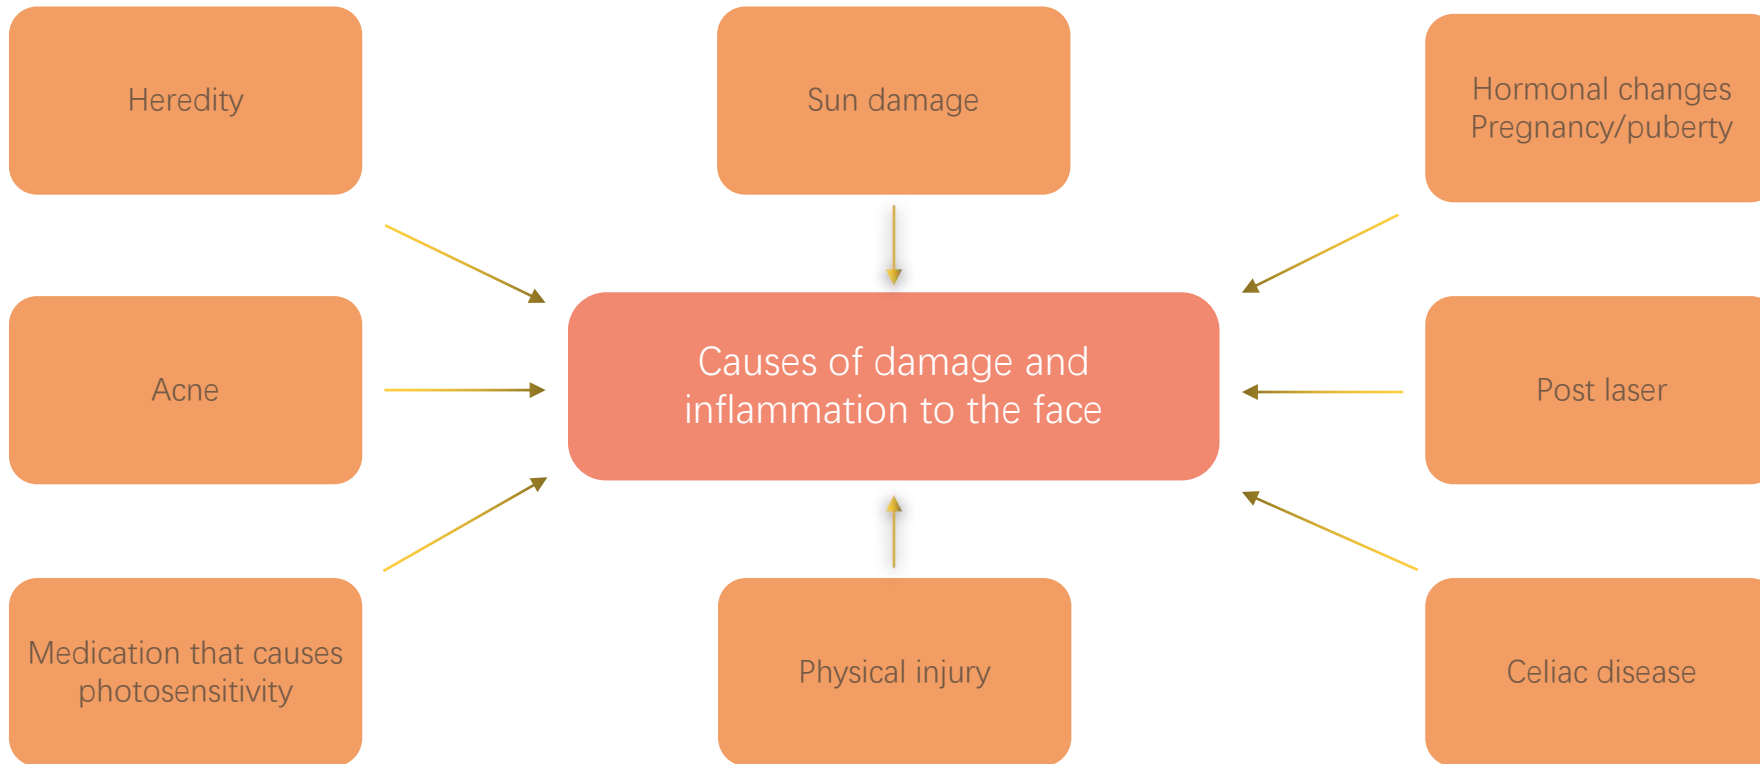 Heredity
Sun damage
Hormonal changes
Pregnancy/puberty
Causes of damage and
inflammation to the face
Acne
Post laser
Medication that causes
photosensitivity
Physical injury
Celiac disease